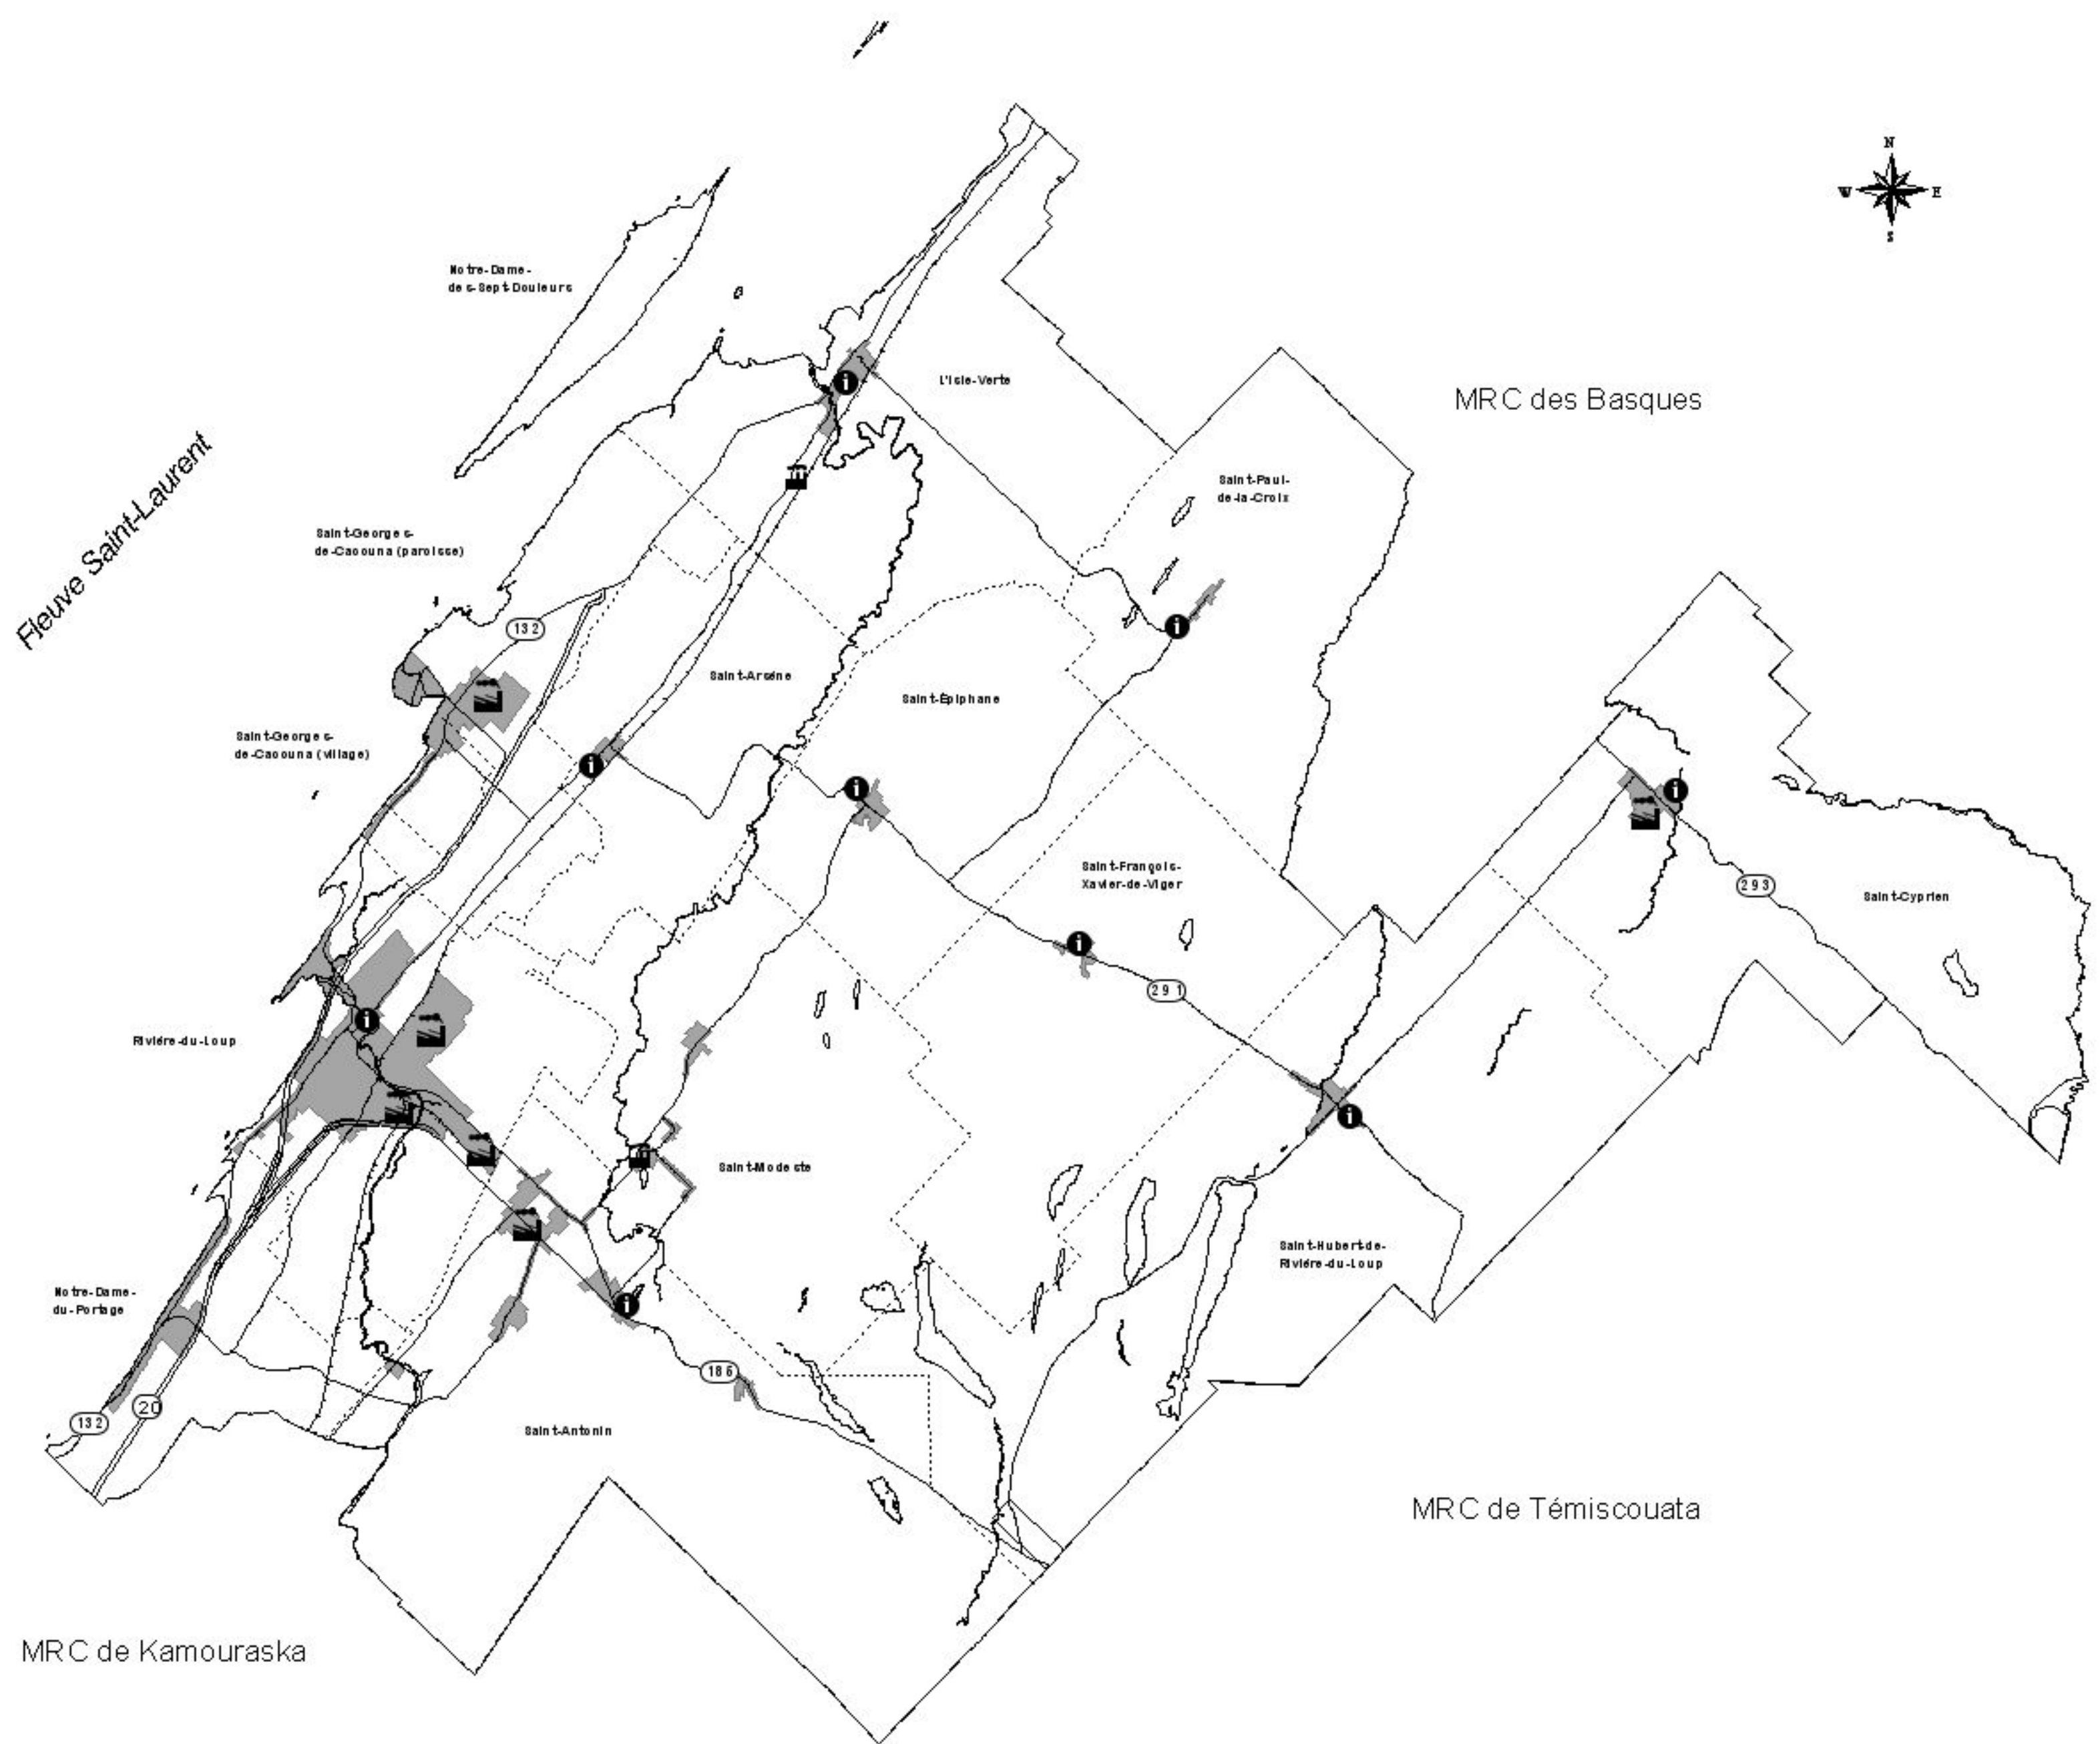 N
W E
S
Notre-Dame-
des-Sept-Douleurs
L'Isle-Verte
MRC des Basques
Saint-Paul-
de-la-Croix
Fleuve Saint-Laurent
Saint-Georges-
de-Cacouna (paroisse)
132
Saint-Arsène
Saint-Épiphane
Saint-Georges-
de-Cacouna (village)
i
i
i
i
i
Saint-François-
Xavier-de-Viger
293
Saint-Cyprien
i
291
i
Rivière-du-Loup
i
Saint-Modeste
Saint-Hubert-de-
Rivière-du-Loup
Notre-Dame-
du-Portage
i
185
20
132
Saint-Antonin
MRC de Témiscouata
MRC de Kamouraska